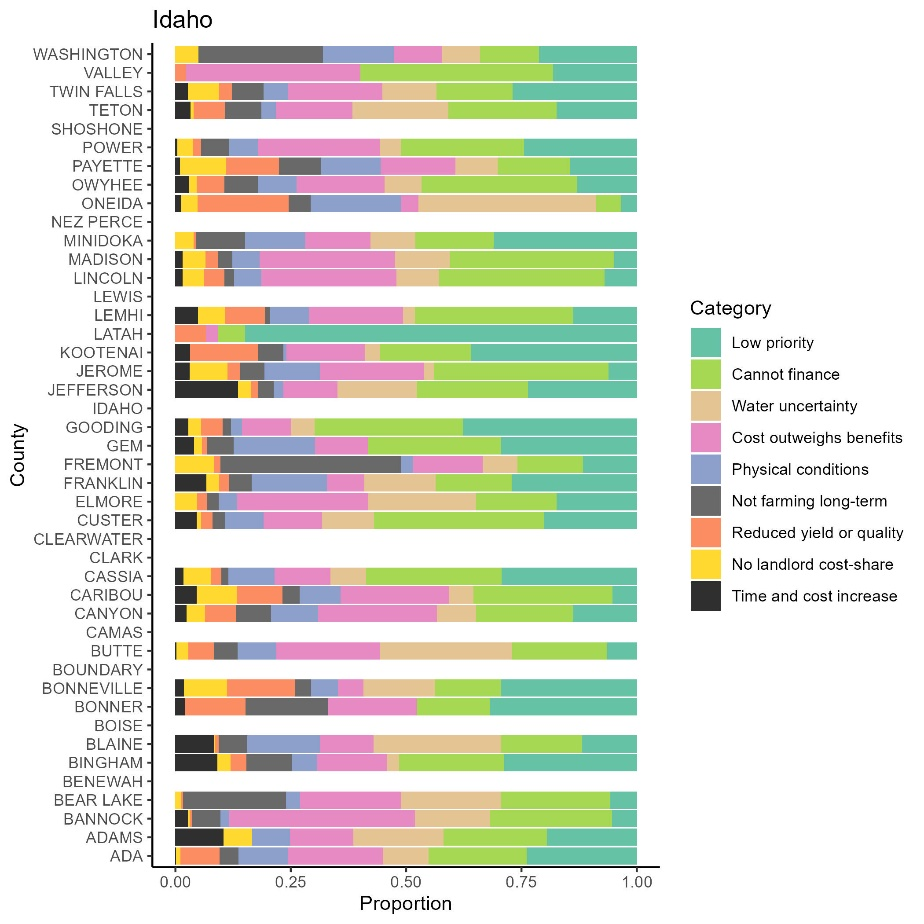 Idaho
WASHINGTON
VALLEY
TWIN FALLS
TETON
SHOSHONE
POWER
PAYETTE
OWYHEE
ONEIDA
NEZ PERCE
MINIDOKA
MADISON
LINCOLN
LEWIS
LEMHI
LATAH
KOOTENAI
JEROME
JEFFERSON
IDAHO
GOODING
GEM
FREMONT
FRANKLIN
ELMORE
CUSTER
CLEARWATER
CLARK
CASSIA
CARIBOU
CANYON
CAMAS
BUTTE
BOUNDARY
BONNEVILLE
BONNER
BOISE
BLAINE
BINGHAM
BENEWAH
BEAR LAKE
BANNOCK
ADAMS
ADA
County
0.00 0.25 0.50 0.75 1.00
Proportion
Category
Low priority
Cannot finance
Water uncertainty
Cost outweighs benefits
Physical conditions
Not farming long-term
Reduced yield or quality
No landlord cost-share
Time and cost increase